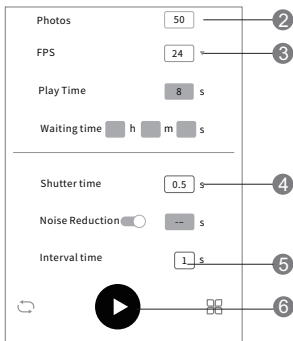 Photos 50 2
FPS 24 3
Play Time 8 s
Waiting time h m s
Shutter time 0.5 s 4
Noise Reduction -- s
Interval time 1 s 5
6